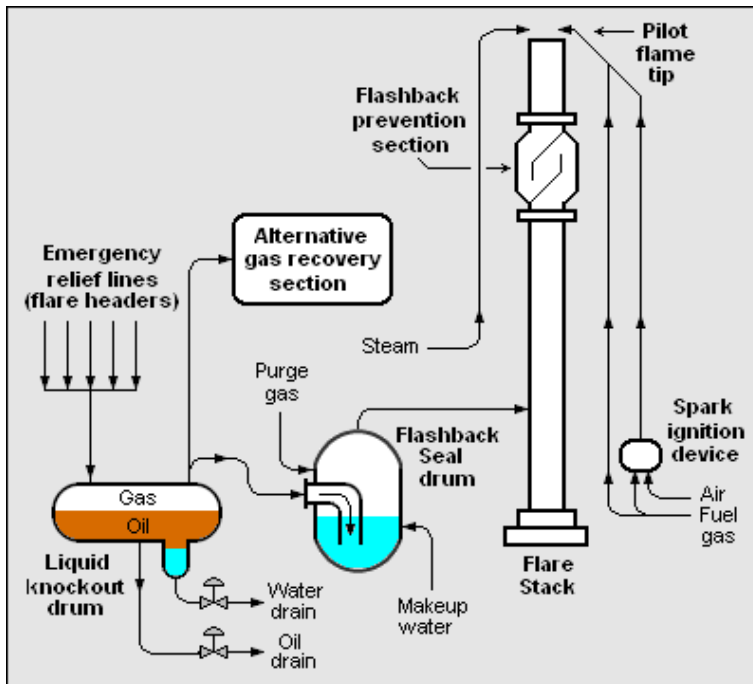 Pilot
flame
tip
Flashback
prevention
section
Alternative
gas recovery
section
Emergency
relief lines
(flare headers)
Steam
Purge
gas
Flashback
Seal
drum
Spark
ignition
device
Gas
Oil
Air
Fuel
gas
Liquid
knockout
drum
Water
drain
Makeup
water
Flare
Stack
Oil
drain